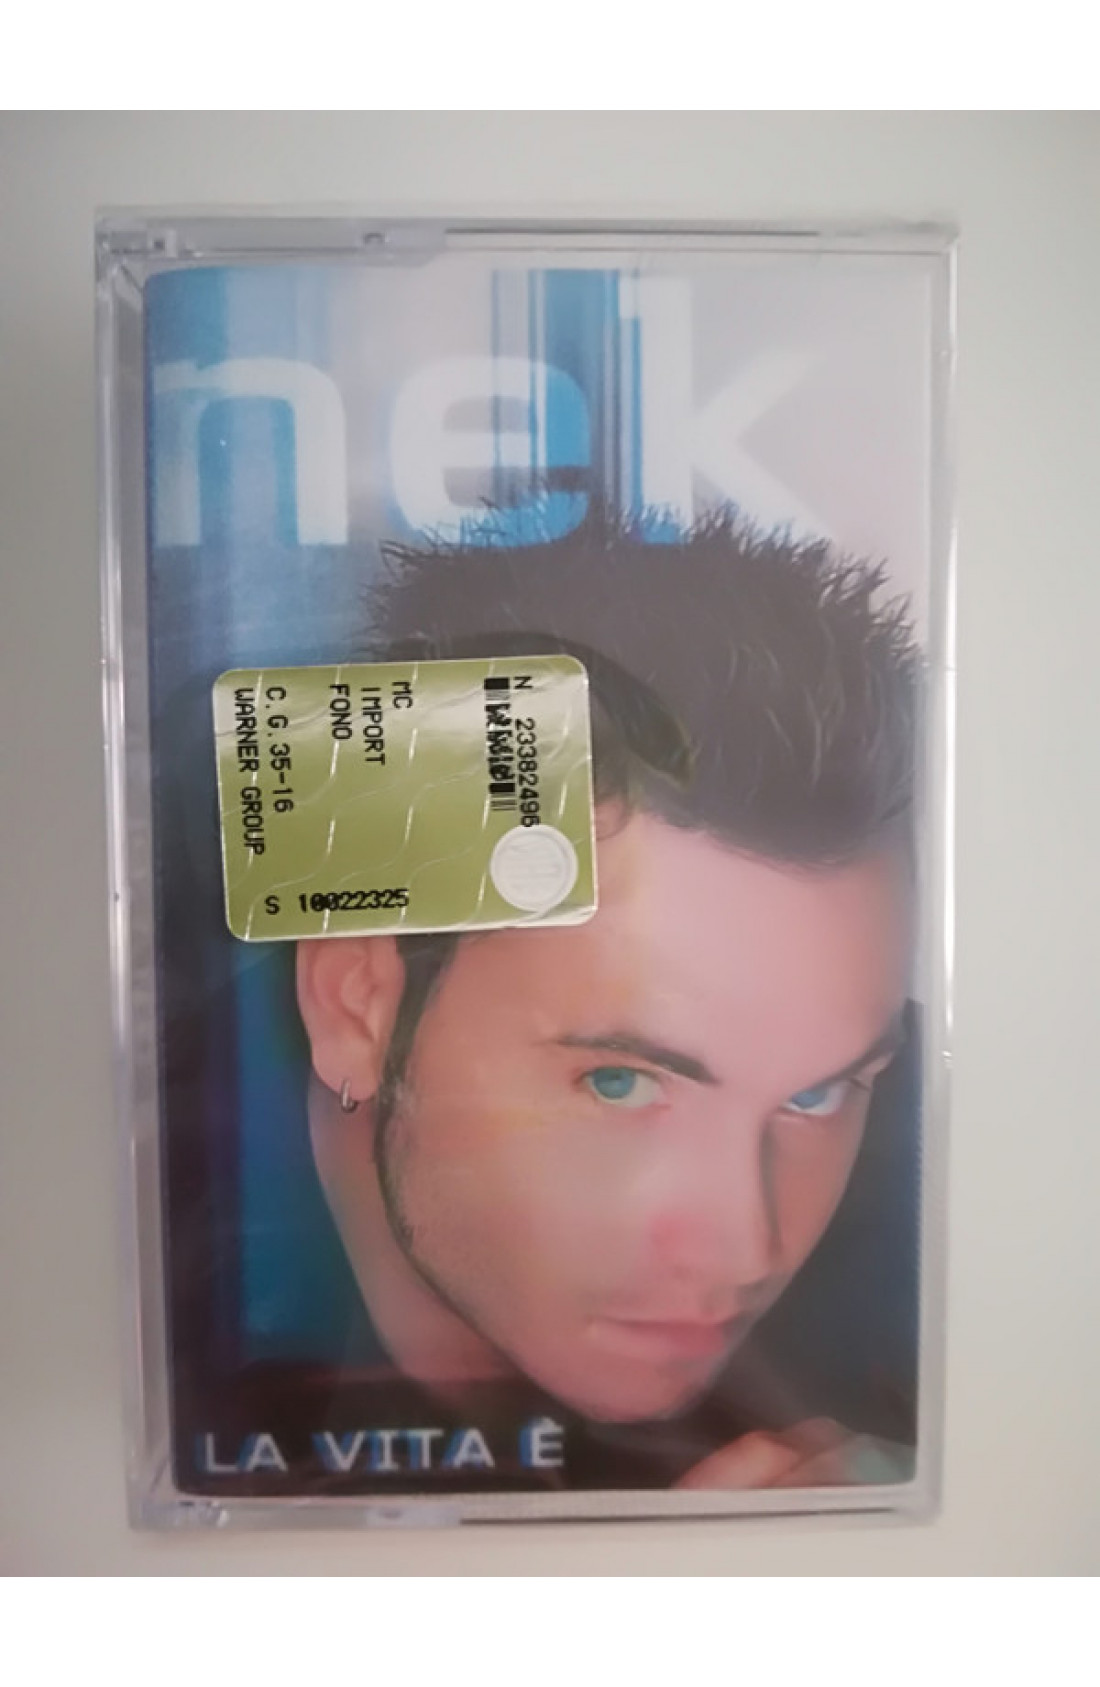 nek
N 23382496
MC
IMPORT
FONO
C.G.35-16
WARNER GROUP
S 10022325
LA VITA È